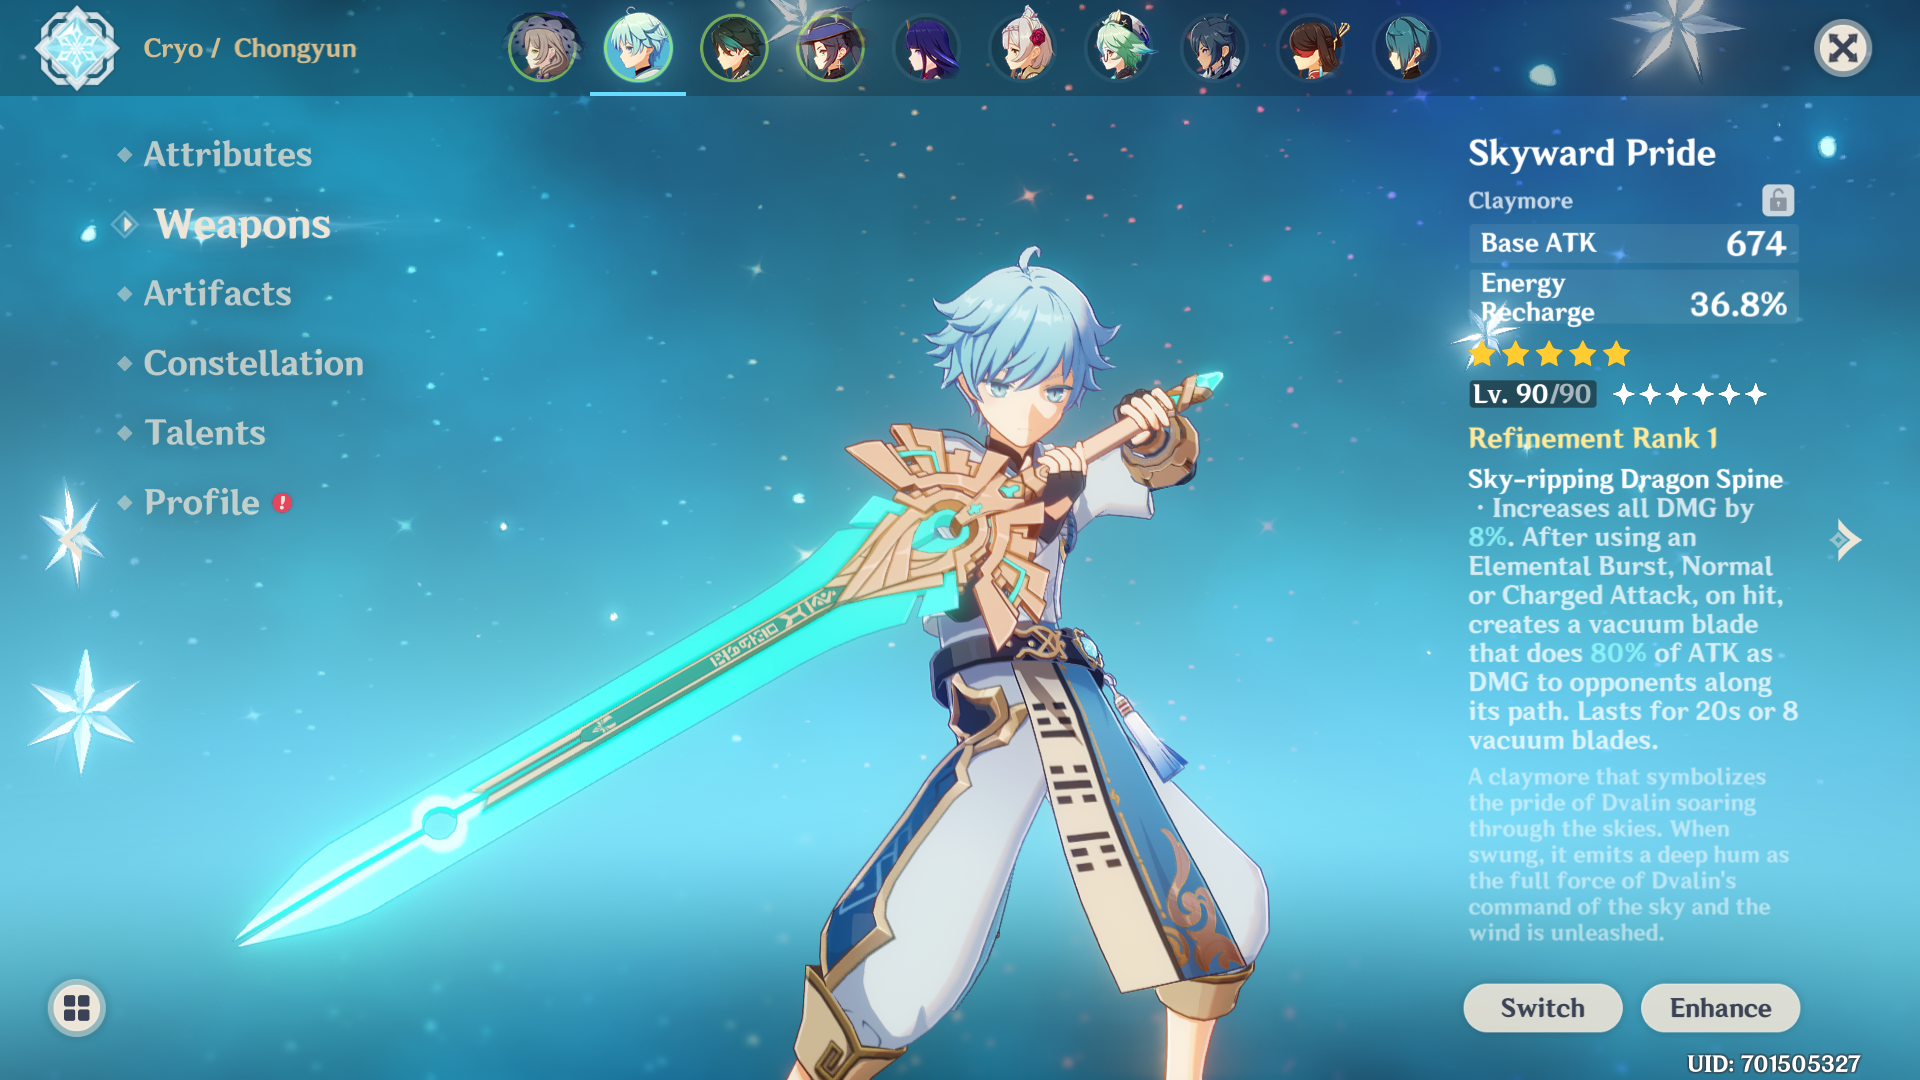 Cryo / Chongyun
Attributes
Weapons
Artifacts
Constellation
Talents
Profile
Skyward Pride
Claymore
Base ATK 674
Energy
Recharge 36.8%
Lv. 90/90
Refinement Rank 1
Sky-ripping Dragon Spine
· Increases all DMG by
8%. After using an
Elemental Burst, Normal
or Charged Attack, on hit,
creates a vacuum blade
that does 80% of ATK as
DMG to opponents along
its path. Lasts for 20s or 8
vacuum blades.
A claymore that symbolizes
the pride of Dvalin soaring
through the skies. When
swung, it emits a deep hum as
the full force of Dvalin's
command of the sky and the
wind is unleashed.
Switch
Enhance
UID: 701505327